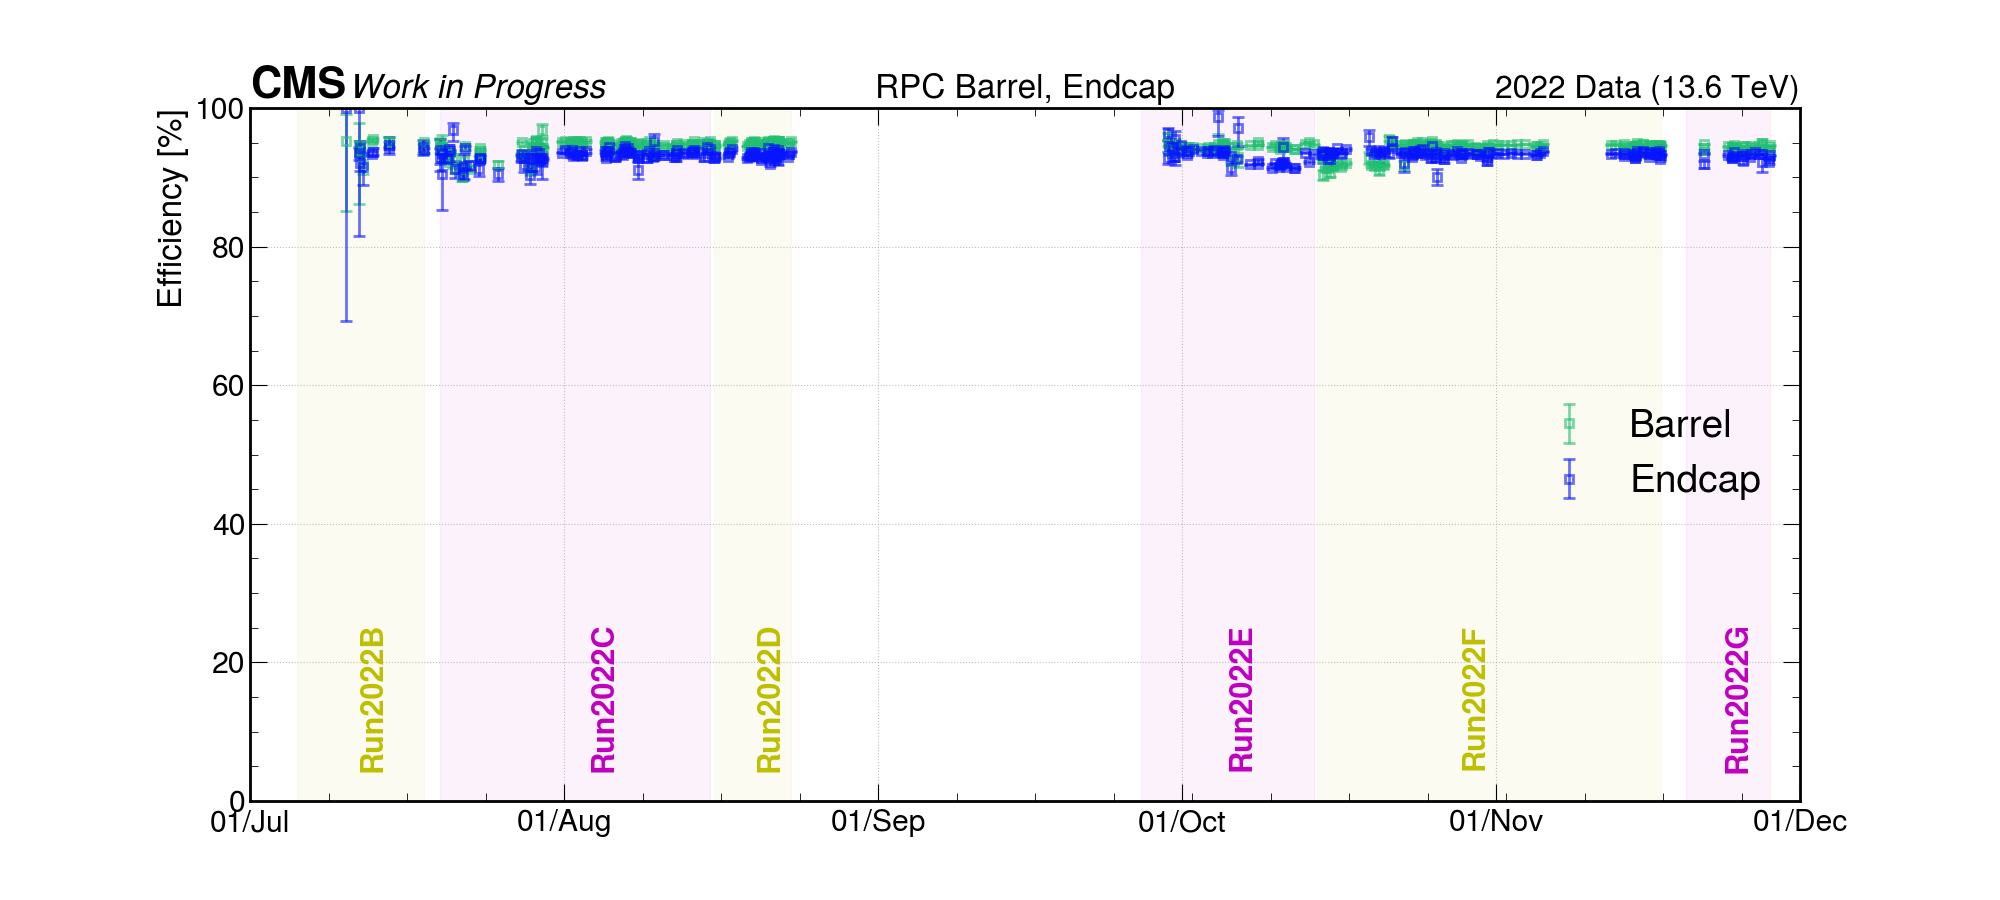 CMS Work in Progress RPC Barrel, Endcap 2022 Data (13.6 TeV)
Efficiency [%]
100
80
60
40
20
0
Barrel
Endcap
Run2022B
Run2022C
Run2022D
Run2022E
Run2022F
Run2022G
01/Jul 01/Aug 01/Sep 01/Oct 01/Nov 01/Dec